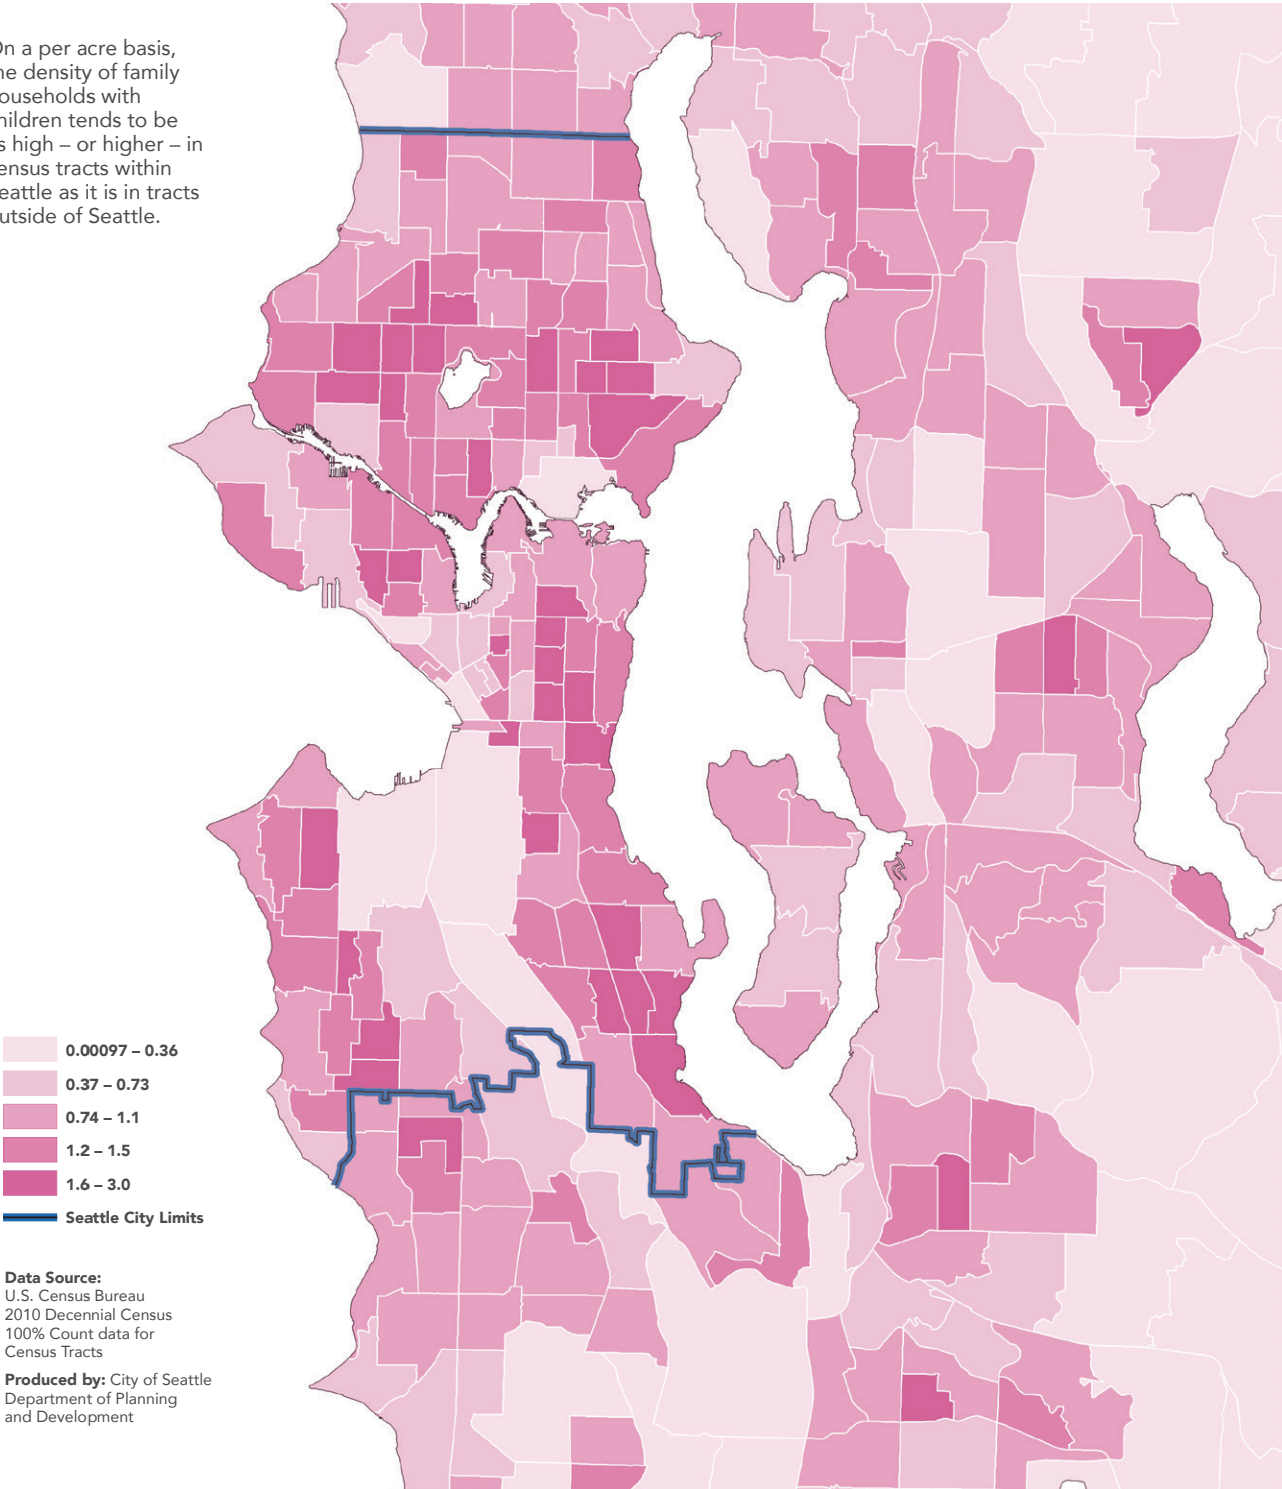 On a per acre basis,
he density of family
ouseholds with
hildren tends to be
s high – or higher – in
ensus tracts within
eattle as it is in tracts
utside of Seattle.
0.00097 – 0.36
0.37 – 0.73
0.74 – 1.1
1.2 – 1.5
1.6 – 3.0
Seattle City Limits
Data Source:
U.S. Census Bureau
2010 Decennial Census
100% Count data for
Census Tracts
Produced by: City of Seattle
Department of Planning
and Development